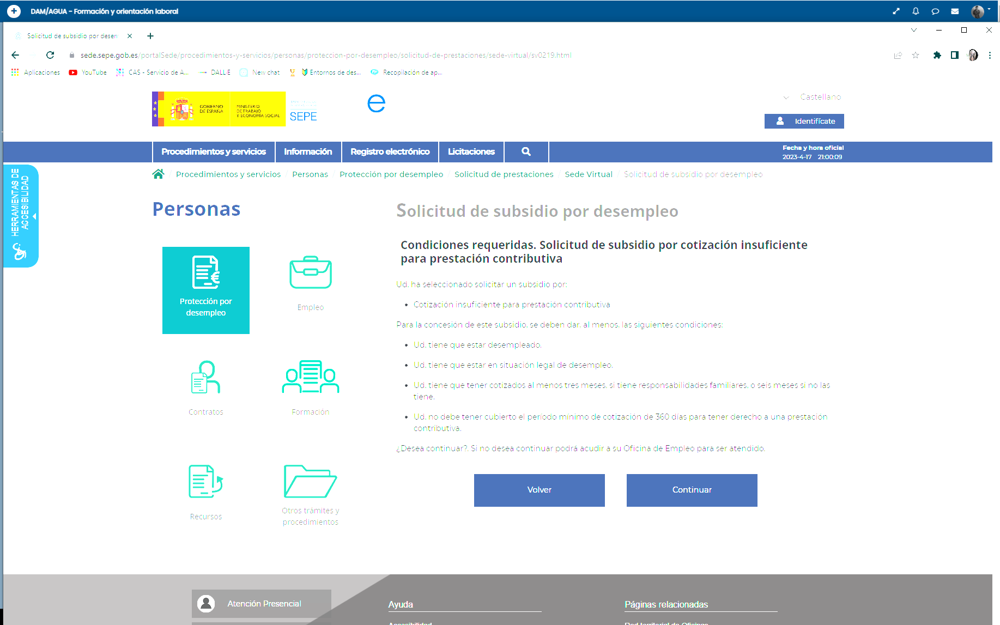 DAM/AGUA - Formación y orientación laboral
Solicitud de subsidio por desen
sede.sepe.gob.es/portalSede/procedimientos-y-servicios/personas/proteccion-por-desempleo/solicitud-de-prestaciones/sede-virtual/sv0219.html
Aplicaciones YouTube CAS - Servicio de A... DALL·E New chat Entornos de des... Recopilación de ap...
GOBIERNO DE ESPAÑA
MINISTERIO DE TRABAJO Y ECONOMÍA SOCIAL
SEPE
e
Castellano
Identifícate
Procedimientos y servicios Información Registro electrónico Licitaciones
Fecha y hora oficial
2023-4-17 21:00:09
HERRAMIENTAS DE
ACCESIBILIDAD
/ Procedimientos y servicios / Personas / Protección por desempleo / Solicitud de prestaciones / Sede Virtual / Solicitud de subsidio por desempleo
Personas
Protección por
desempleo
Empleo
Contratos
Formación
Recursos
Otros trámites y
procedimientos
Solicitud de subsidio por desempleo
Condiciones requeridas. Solicitud de subsidio por cotización insuficiente
para prestación contributiva
Ud. ha seleccionado solicitar un subsidio por:
• Cotización insuficiente para prestación contributiva
Para la concesión de este subsidio, se deben dar, al menos, las siguientes condiciones:
• Ud. tiene que estar desempleado.
• Ud. tiene que estar en situación legal de desempleo.
• Ud. tiene que tener cotizados al menos tres meses, si tiene responsabilidades familiares, o seis meses si no las
tiene.
• Ud. no debe tener cubierto el período mínimo de cotización de 360 días para tener derecho a una prestación
contributiva.
¿Desea continuar?. Si no desea continuar podrá acudir a su Oficina de Empleo para ser atendido.
Volver
Continuar
Atención Presencial
Ayuda
Accesibilidad
Páginas relacionadas
Red territorial de Oficinas